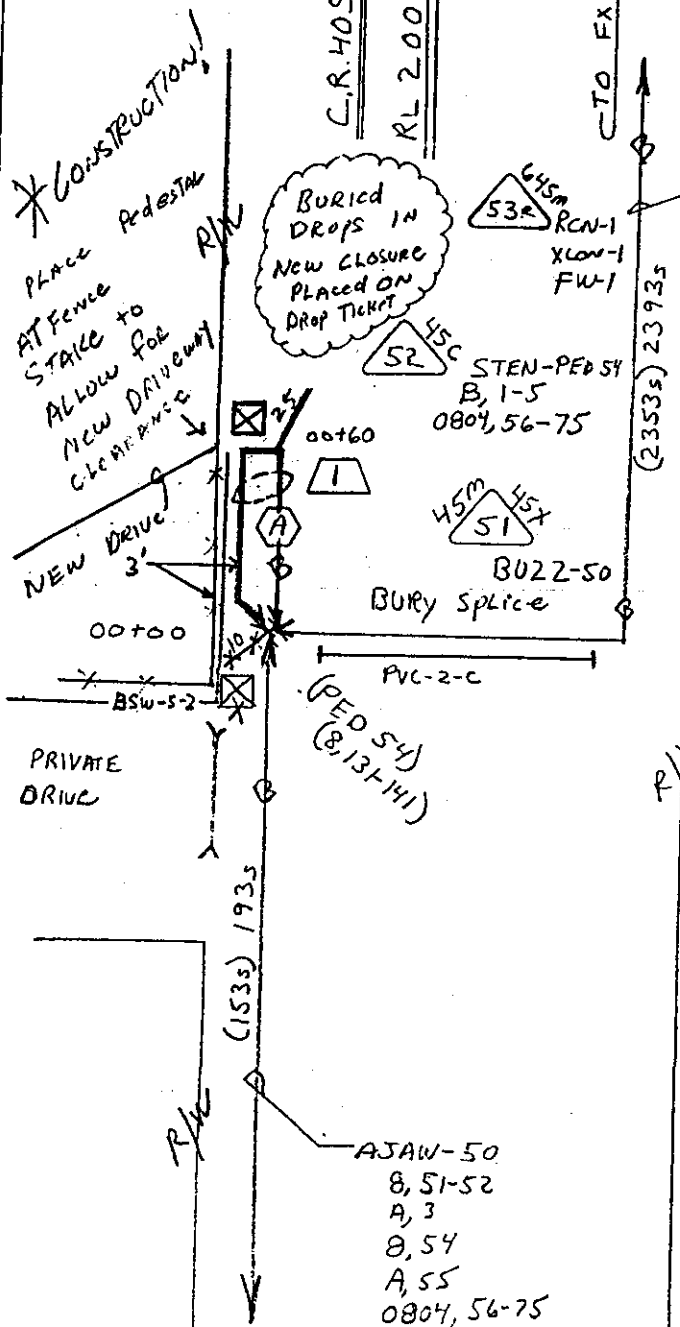 C.R. 405
RL 200
TO FX
* CONSTRUCTION!
PLACE PEdESTAL
AT FENCE
STAKE to
ALLOW FOR
NEW DRIVEWAY
CLEARANCE
R/W
BURIED
DROPS IN
NEW CLOSURE
PLACEd ON
DROP TICKET
645m
53R
RCN-1
XCON-1
FW-1
(2353s) 2393s
45C
52
STEN-PED 54
B, 1-5
0804, 56-75
25
00+60
1
A
45m
45X
51
BUZZ-50
BURY SPLICE
NEW DRIVE
3'
00+00
10
PVC-2-C
BSW-5-2
(PED 54)
(8, 131-141)
PRIVATE
DRIVE
R/
(153s) 193s
R/W
AJAW-50
8, 51-52
A, 3
8, 54
A, 55
0804, 56-75